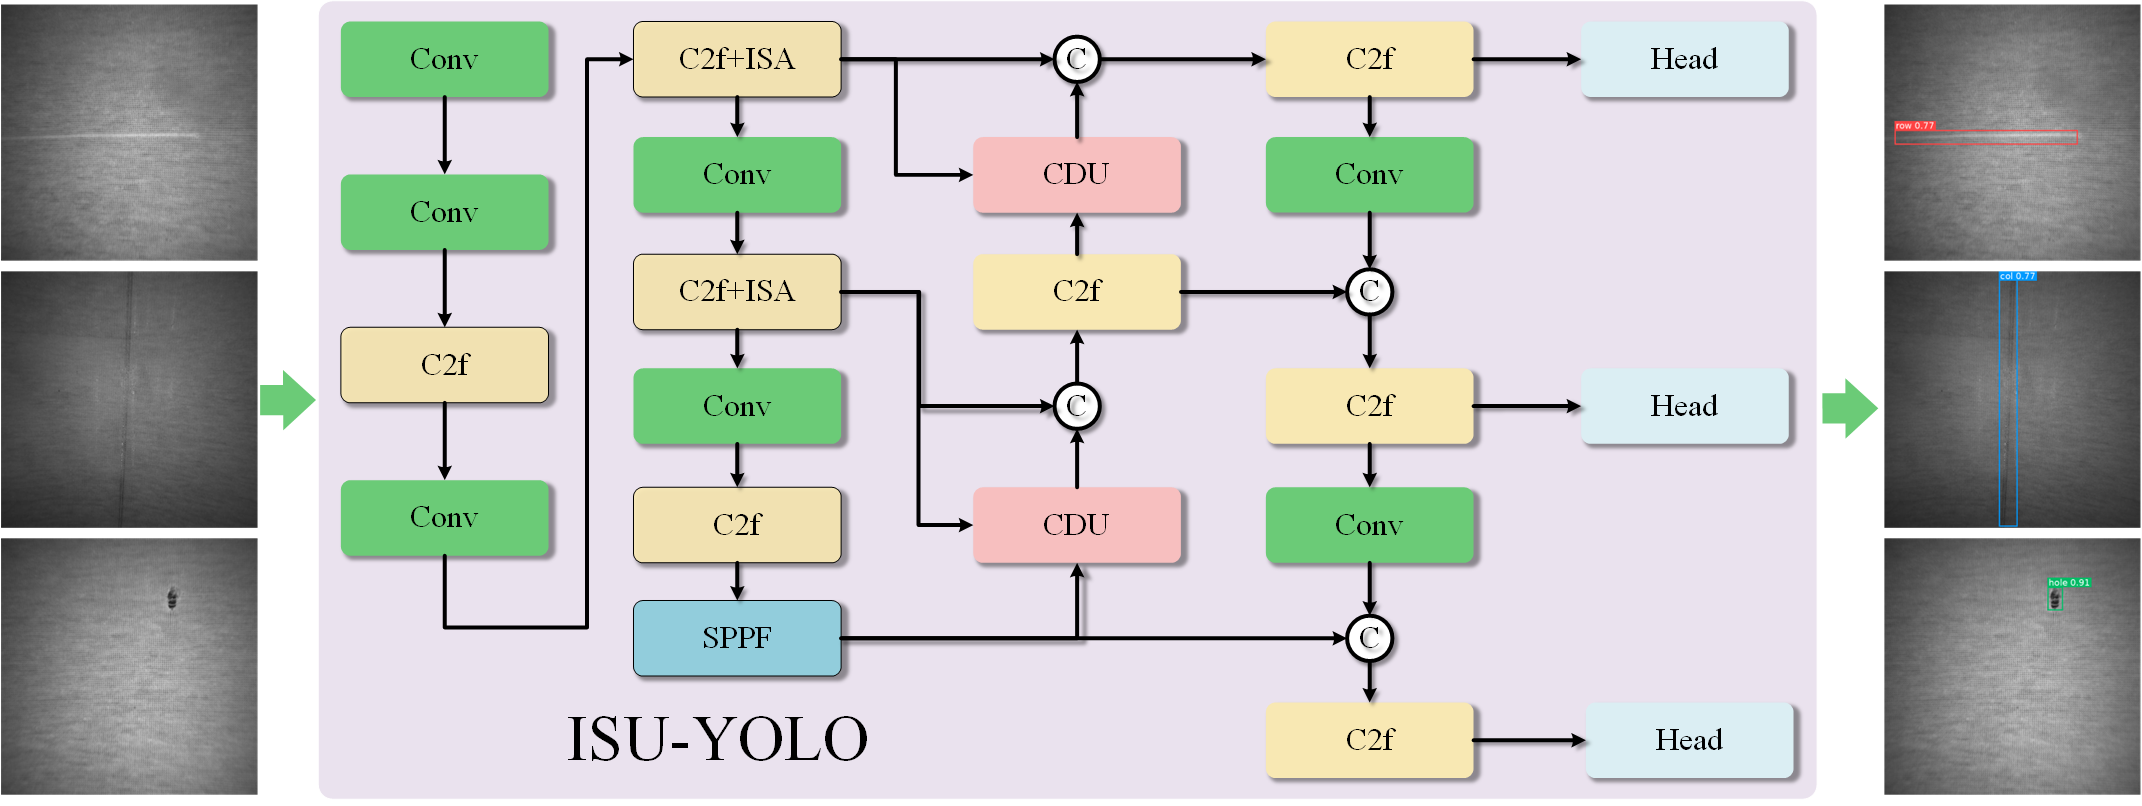 Conv
Conv
C2f
Conv
C2f+ISA
Conv
C2f+ISA
Conv
C2f
SPPF
C
CDU
C2f
C
CDU
C2f
Conv
C
C2f
Conv
C
C2f
Head
Head
Head
ISU-YOLO
row 0.77
col 0.77
hole 0.91